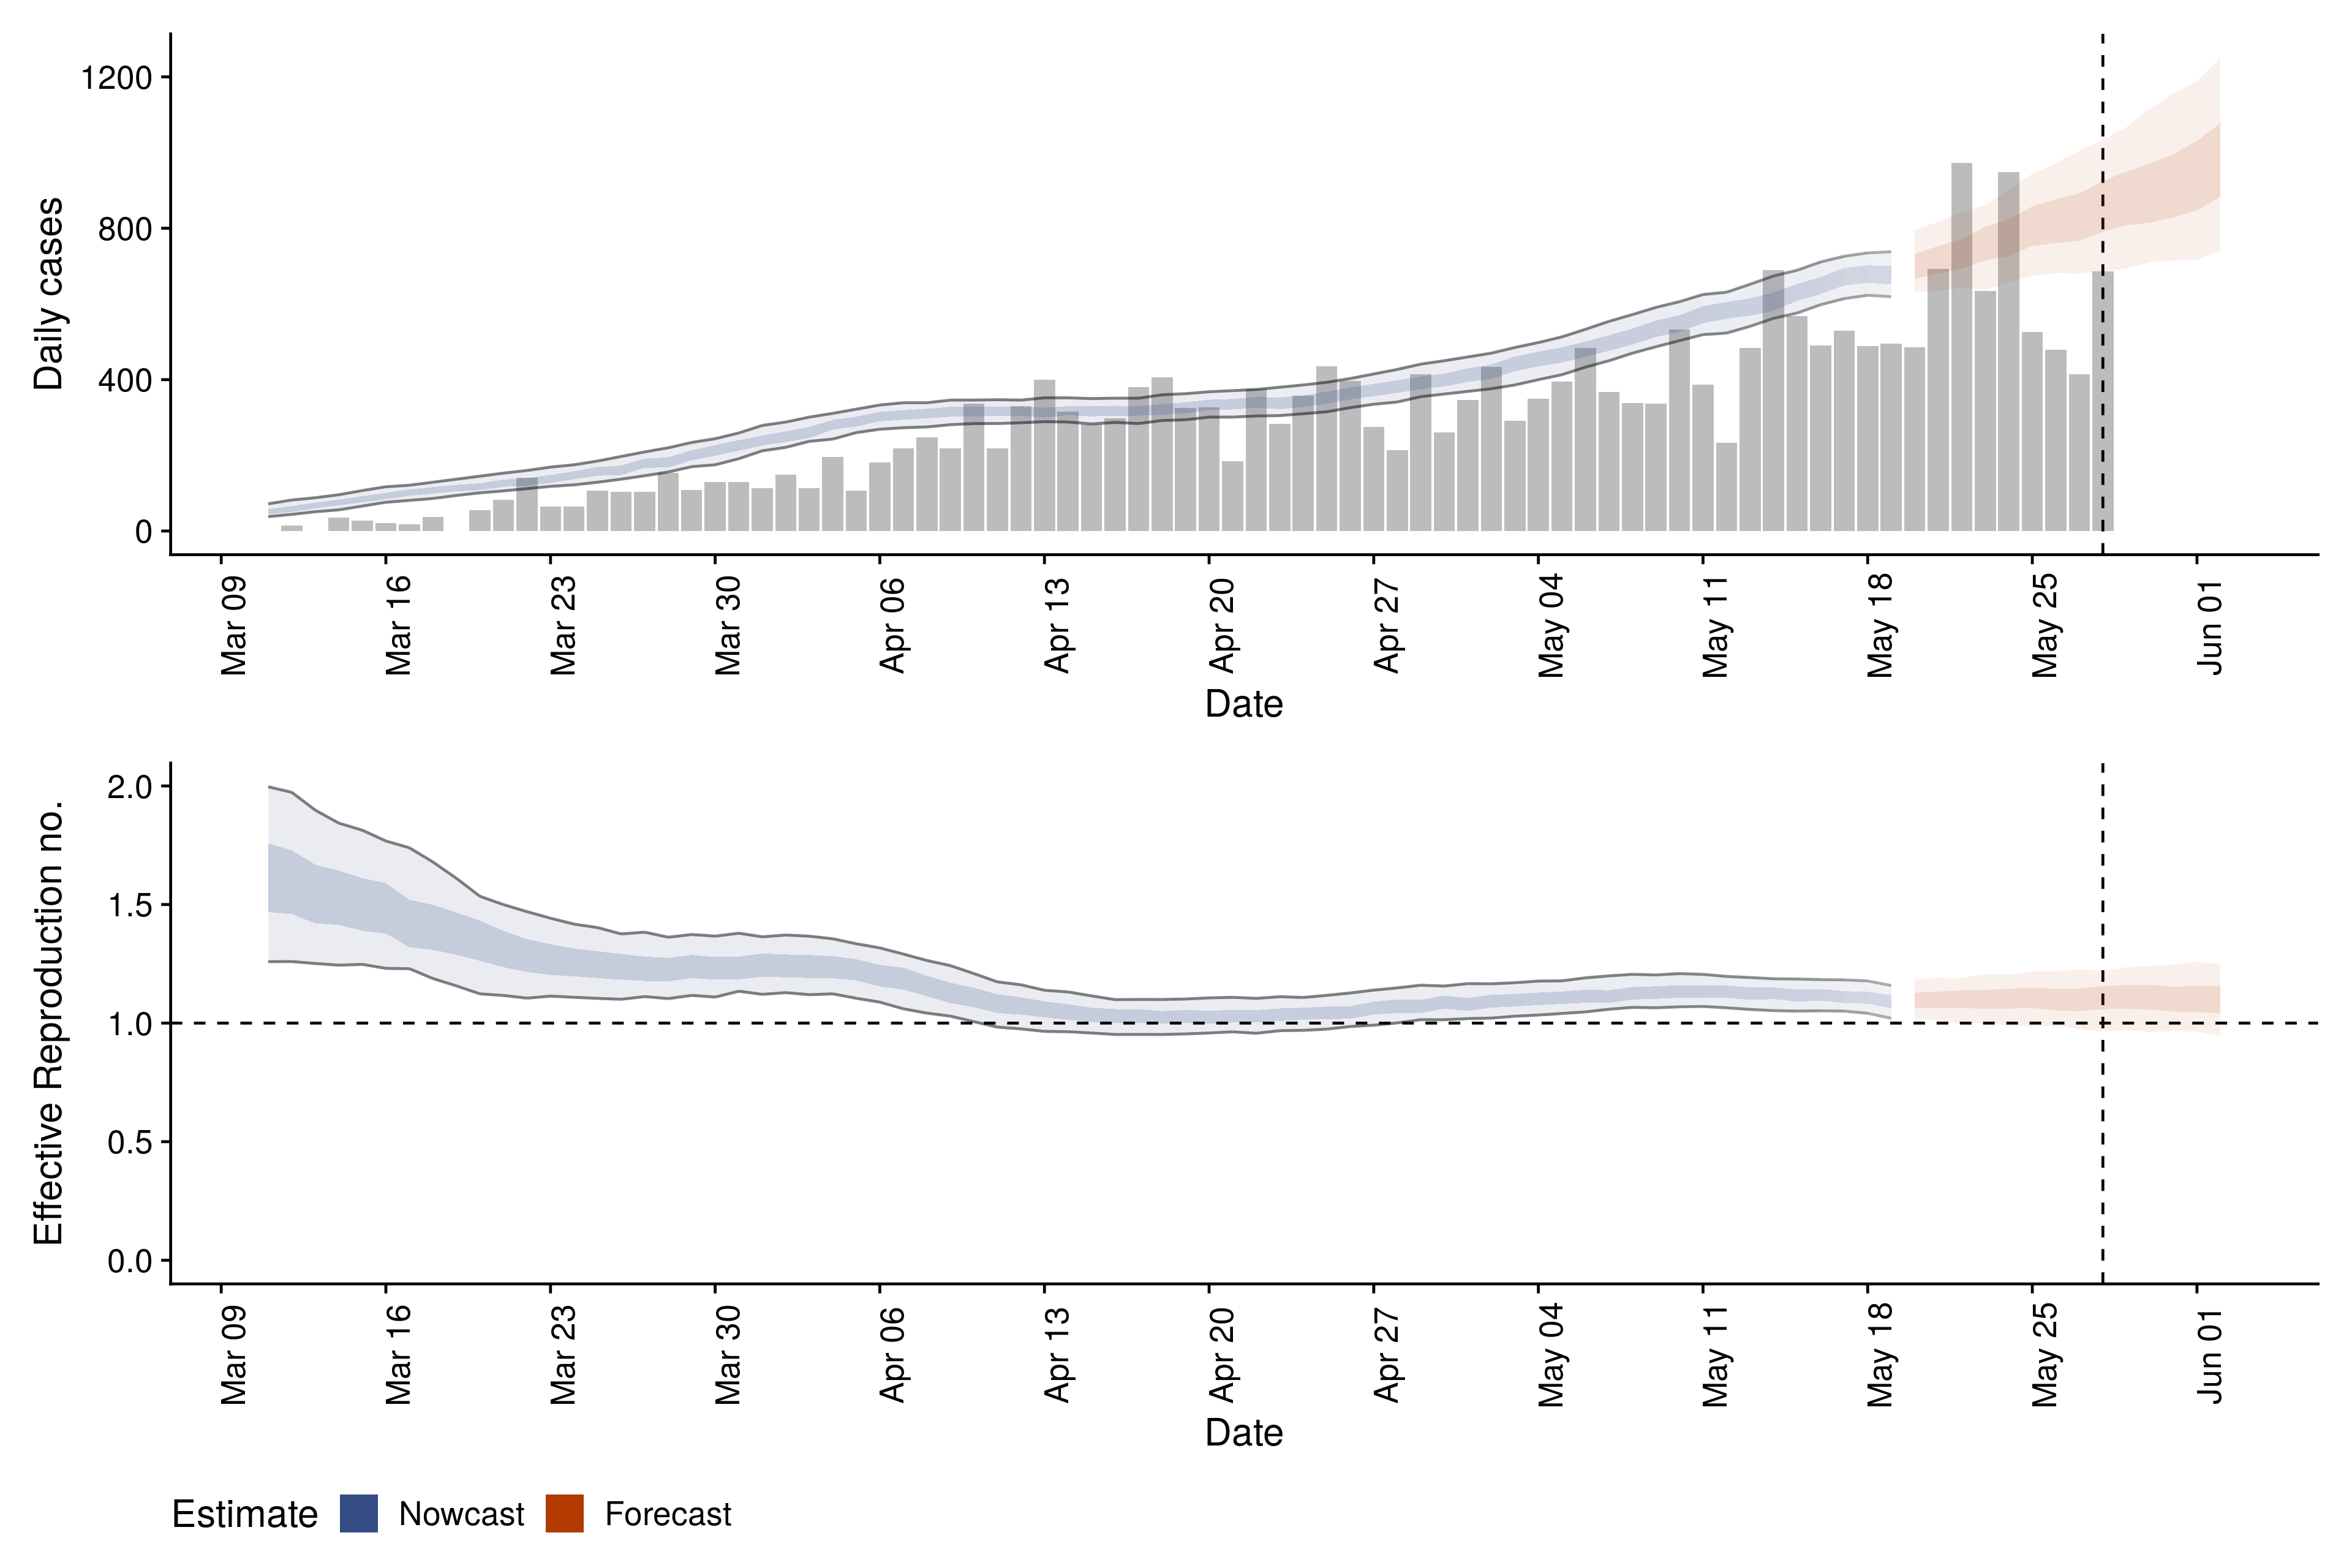 Daily cases
1200
800
400
0
Mar 09
Mar 16
Mar 23
Mar 30
Apr 06
Apr 13
Apr 20
Apr 27
May 04
May 11
May 18
May 25
Jun 01
Date
Effective Reproduction no.
2.0
1.5
1.0
0.5
0.0
Mar 09
Mar 16
Mar 23
Mar 30
Apr 06
Apr 13
Apr 20
Apr 27
May 04
May 11
May 18
May 25
Jun 01
Date
Estimate Nowcast Forecast